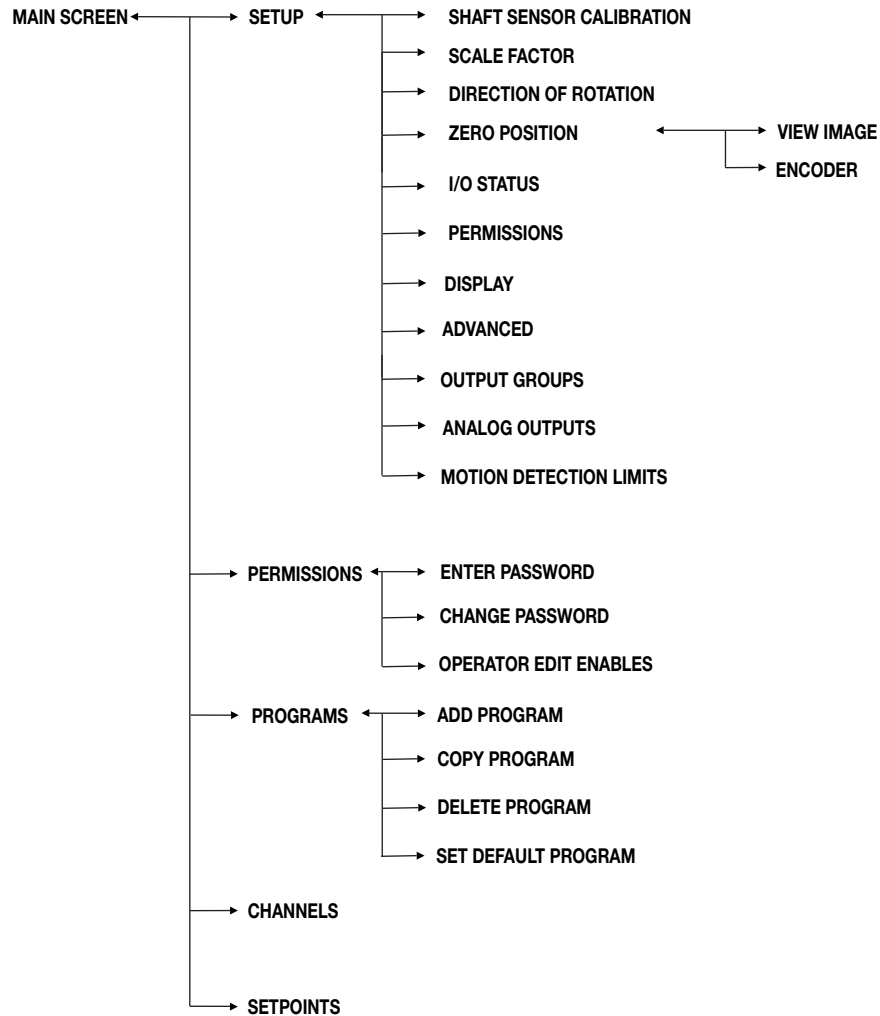 MAIN SCREEN
SETUP
SHAFT SENSOR CALIBRATION
SCALE FACTOR
DIRECTION OF ROTATION
ZERO POSITION
VIEW IMAGE
ENCODER
I/O STATUS
PERMISSIONS
DISPLAY
ADVANCED
OUTPUT GROUPS
ANALOG OUTPUTS
MOTION DETECTION LIMITS
PERMISSIONS
ENTER PASSWORD
CHANGE PASSWORD
OPERATOR EDIT ENABLES
PROGRAMS
ADD PROGRAM
COPY PROGRAM
DELETE PROGRAM
SET DEFAULT PROGRAM
CHANNELS
SETPOINTS